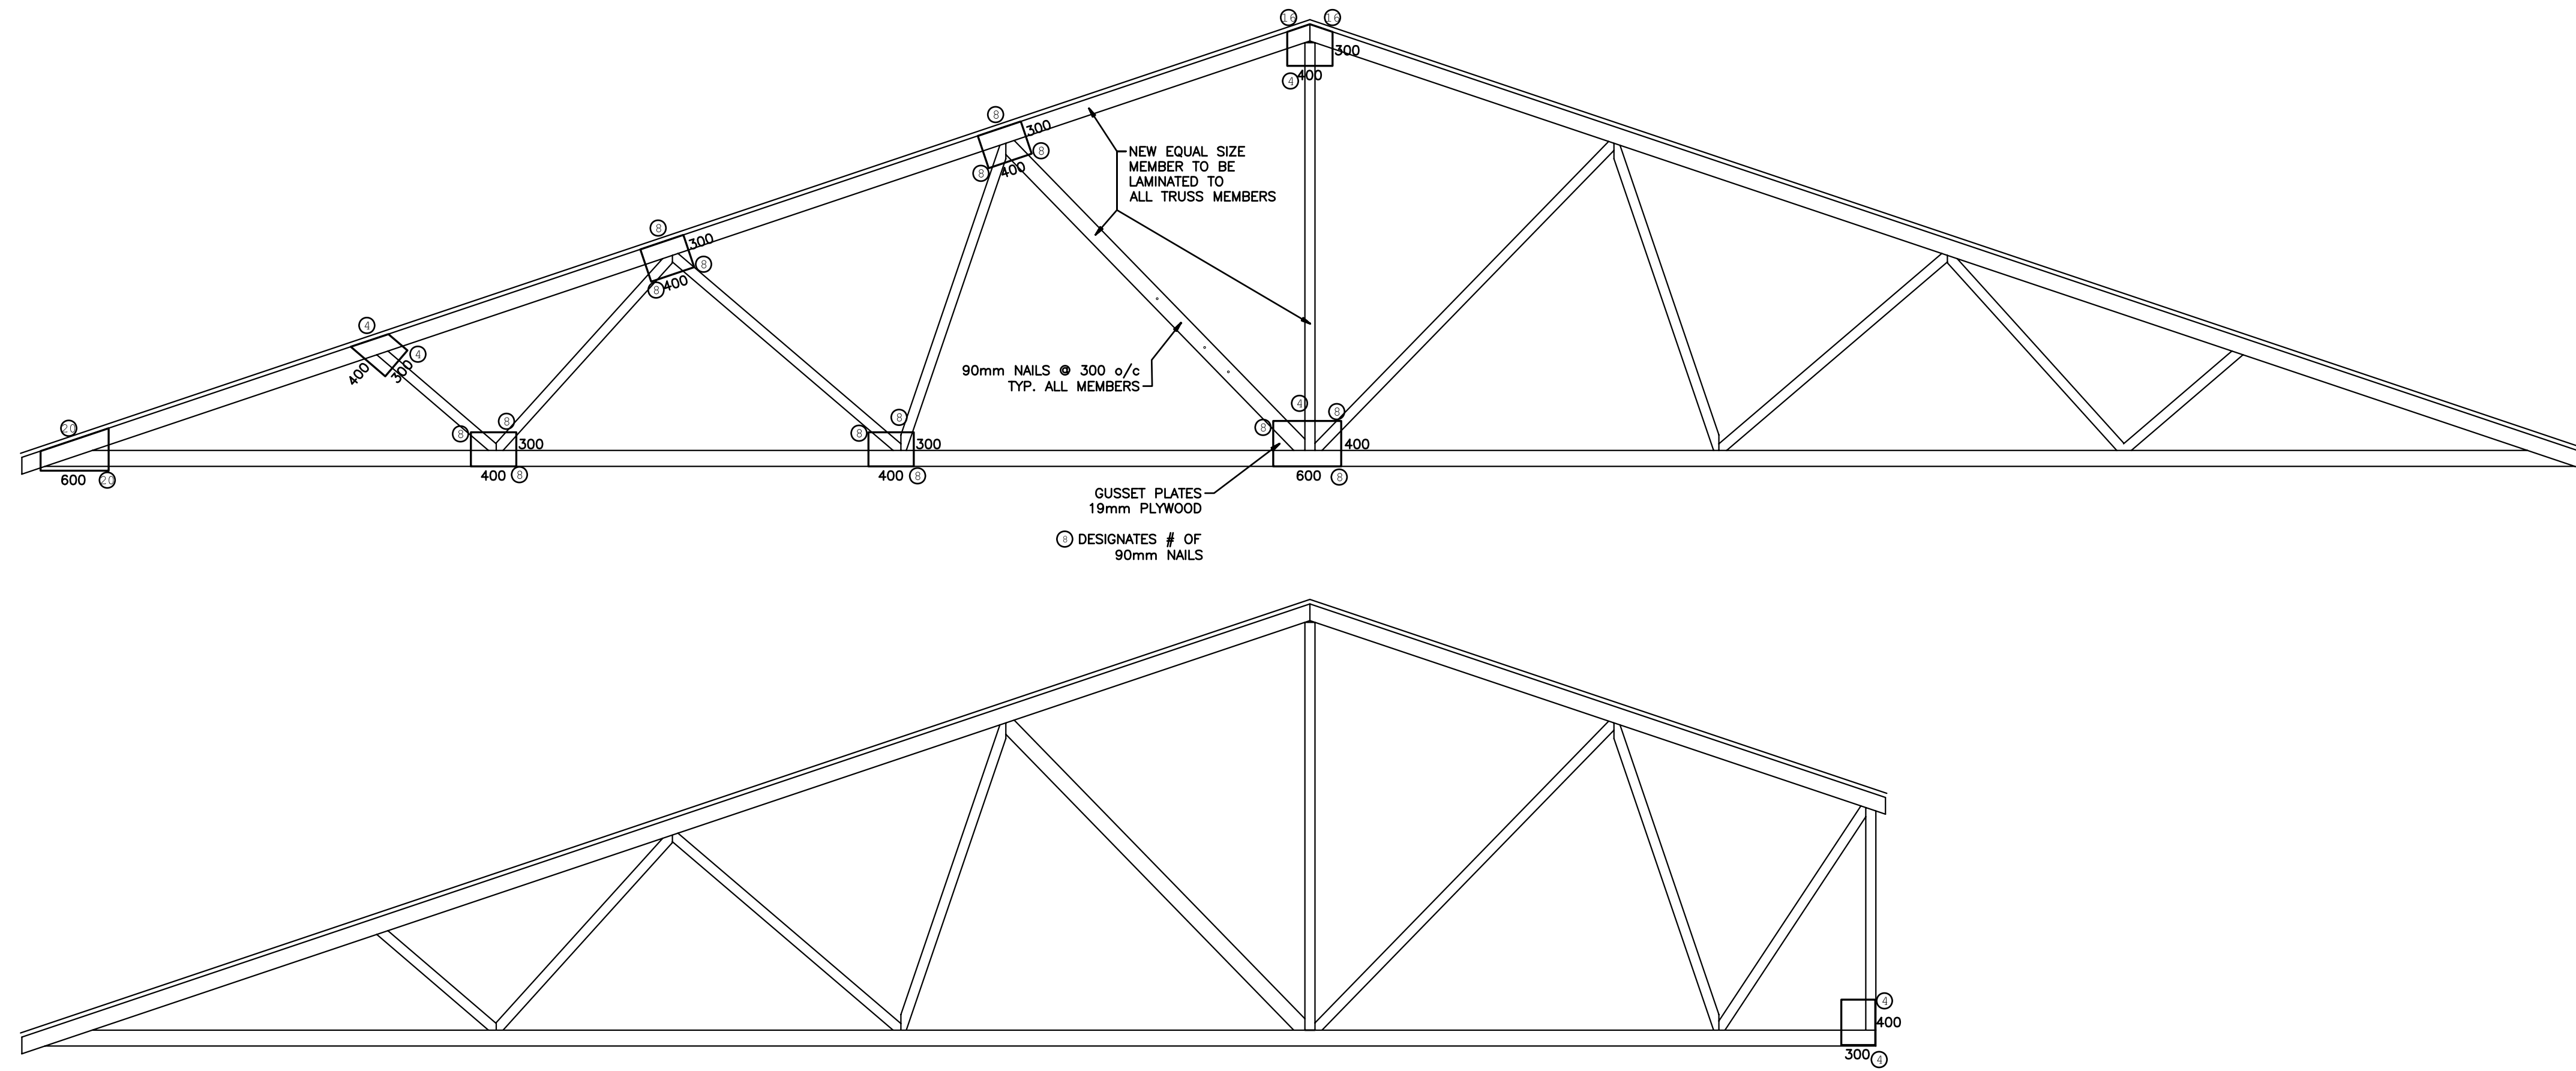 16 16
300
400
4
8
300
8
8 400
NEW EQUAL SIZE
MEMBER TO BE
LAMINATED TO
ALL TRUSS MEMBERS
8
300
8
8 400
4
4
400 300
90mm NAILS @ 300 o/c
TYP. ALL MEMBERS
20
600 20
8 8
300
400 8
8 8
300
400 8
8 4 8
400
600 8
GUSSET PLATES
19mm PLYWOOD
8 DESIGNATES # OF
90mm NAILS
4
400
300 4